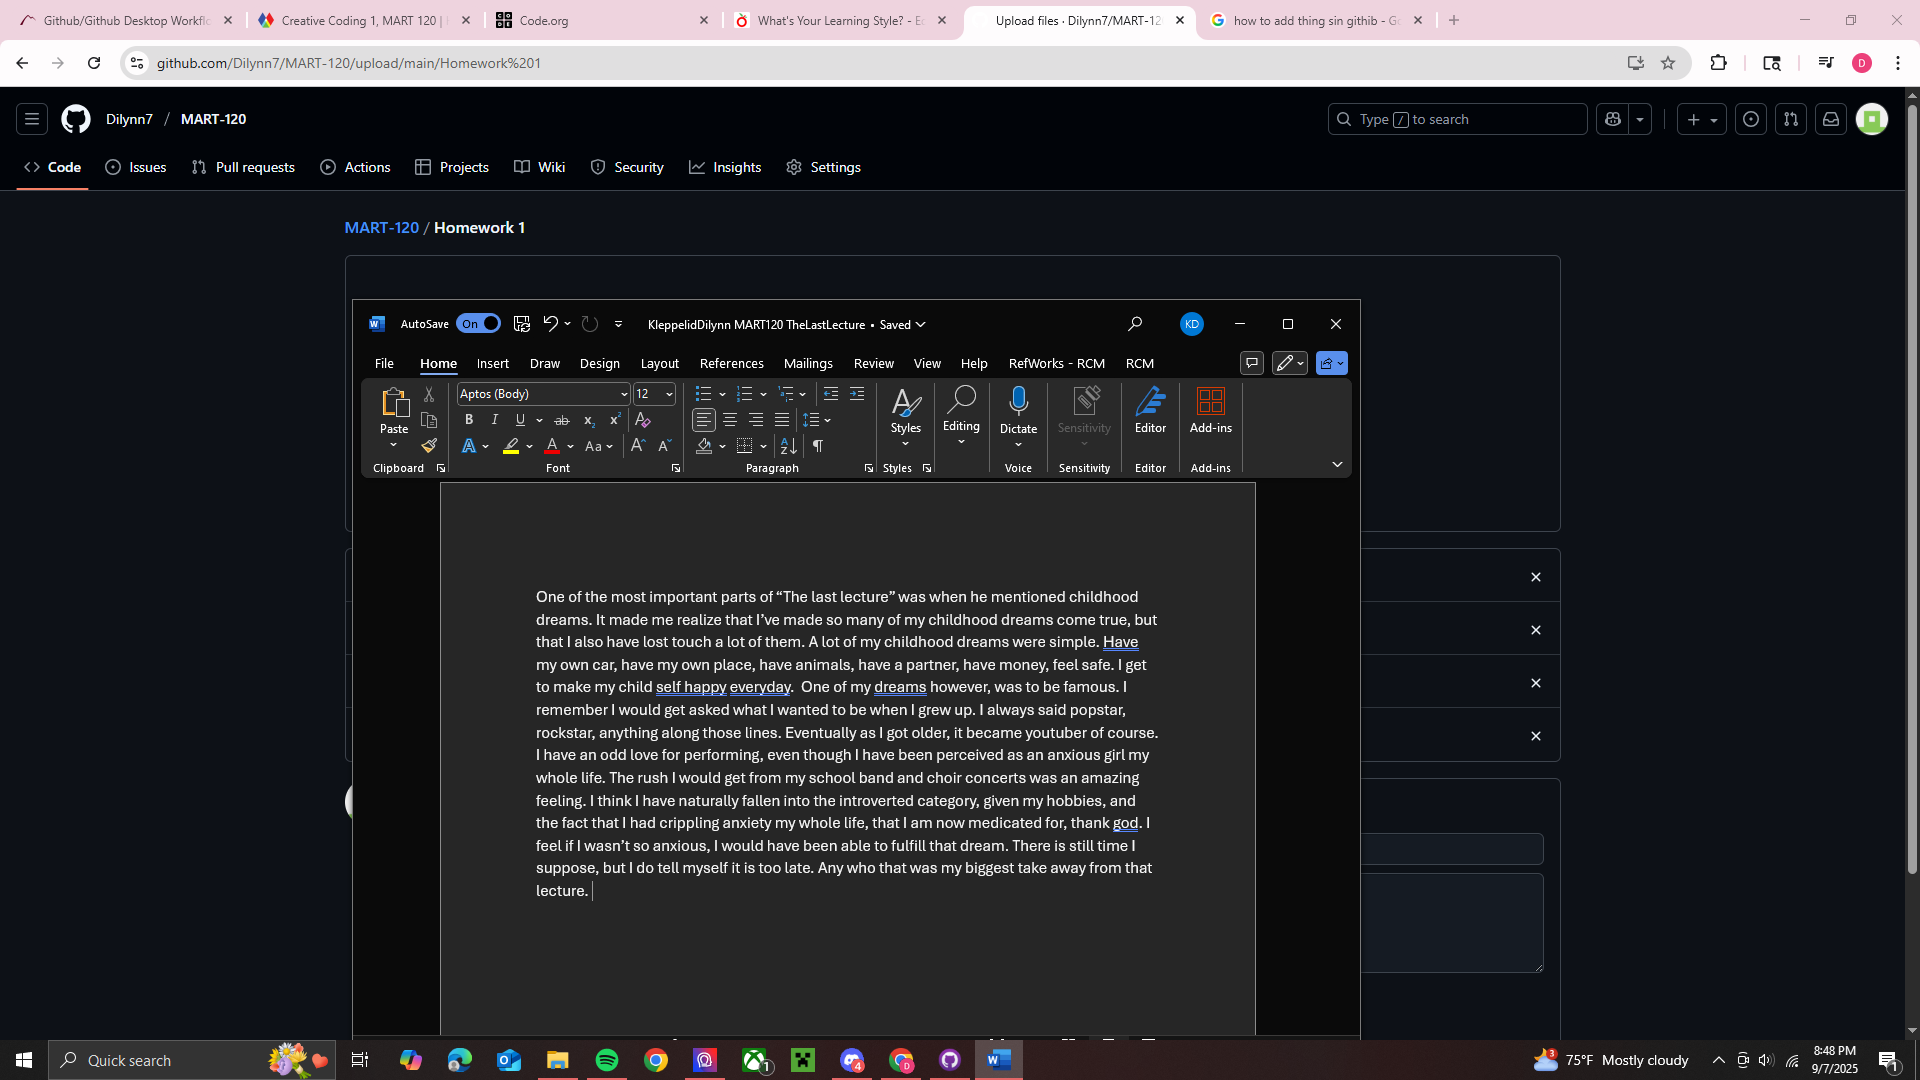 Github/Github Desktop Workflo
Creative Coding 1, MART 120 |
Code.org
What's Your Learning Style? - Ed
Upload files · Dilynn7/MART-12
how to add thing sin githib - Go
github.com/Dilynn7/MART-120/upload/main/Homework%201
D
Dilynn7 / MART-120
Type / to search
Code
Issues
Pull requests
Actions
Projects
Wiki
Security
Insights
Settings
MART-120 / Homework 1
AutoSave On
KleppelidDilynn MART120 TheLastLecture • Saved
KD
File Home Insert Draw Design Layout References Mailings Review View Help RefWorks - RCM RCM
Aptos (Body) 12
Paste
Styles
Editing
Dictate
Sensitivity
Editor
Add-ins
Clipboard
Font
Paragraph
Styles
Voice
Sensitivity
Editor
Add-ins
One of the most important parts of “The last lecture” was when he mentioned childhood
dreams. It made me realize that I’ve made so many of my childhood dreams come true, but
that I also have lost touch a lot of them. A lot of my childhood dreams were simple. Have
my own car, have my own place, have animals, have a partner, have money, feel safe. I get
to make my child self happy everyday.  One of my dreams however, was to be famous. I
remember I would get asked what I wanted to be when I grew up. I always said popstar,
rockstar, anything along those lines. Eventually as I got older, it became youtuber of course.
I have an odd love for performing, even though I have been perceived as an anxious girl my
whole life. The rush I would get from my school band and choir concerts was an amazing
feeling. I think I have naturally fallen into the introverted category, given my hobbies, and
the fact that I had crippling anxiety my whole life, that I am now medicated for, thank god. I
feel if I wasn’t so anxious, I would have been able to fulfill that dream. There is still time I
suppose, but I do tell myself it is too late. Any who that was my biggest take away from that
lecture.
Quick search
75°F Mostly cloudy
8:48 PM
9/7/2025